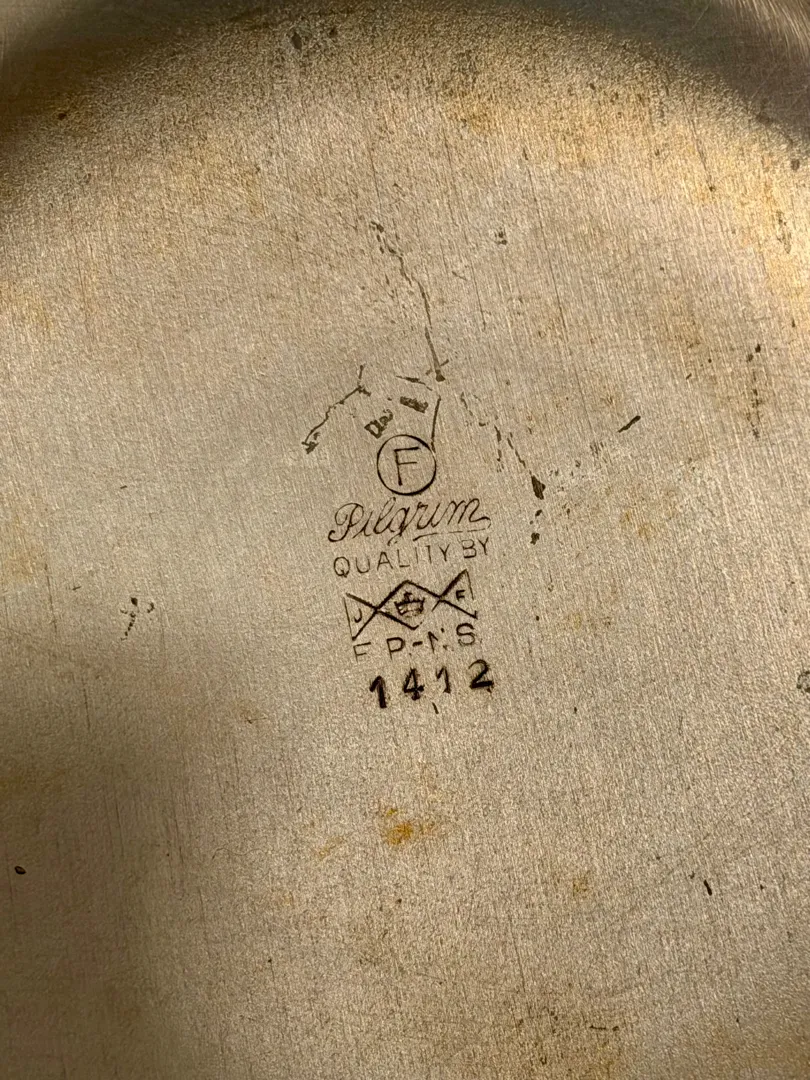 F
Pilgrim
QUALITY BY
J F
E P-N.S
1412